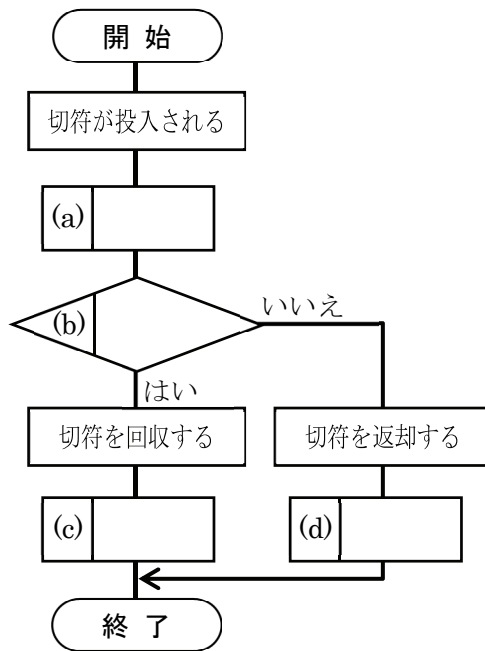 開 始
切符が投入される
(a)
(b)
いいえ
はい
切符を回収する
切符を返却する
(c)
(d)
終 了